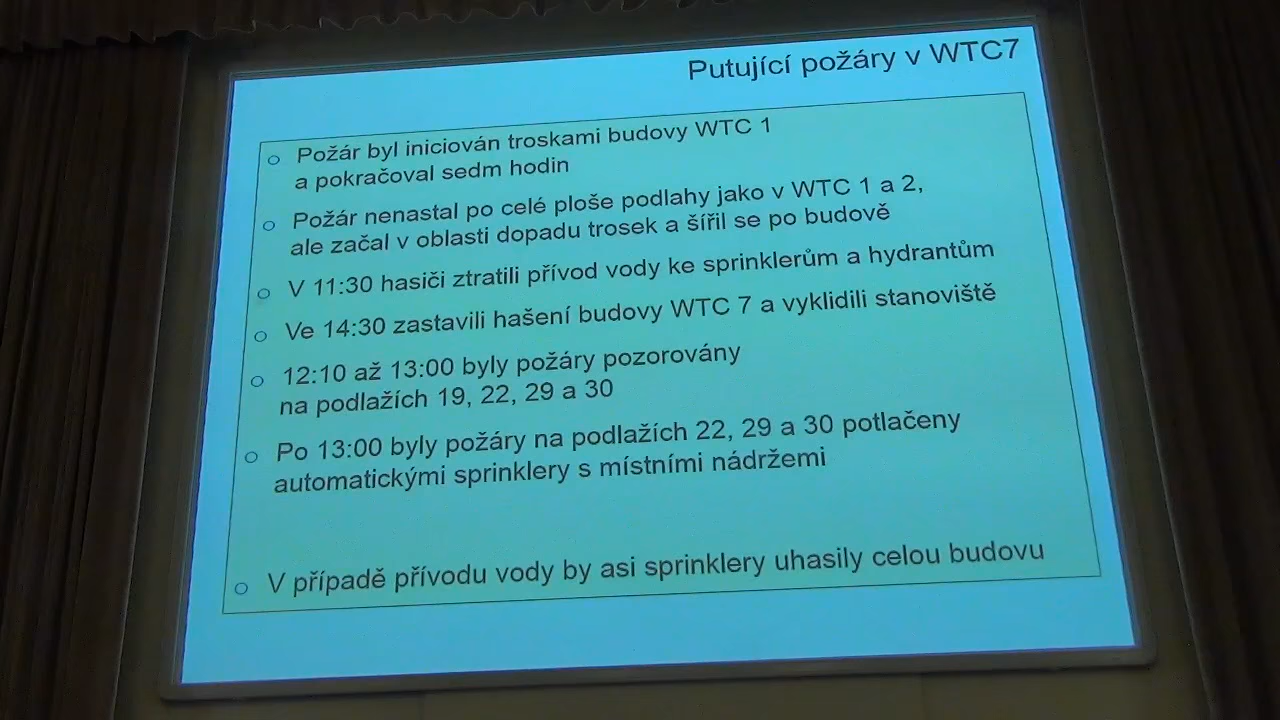 Putující požáry v WTC7
○ Požár byl iniciován troskami budovy WTC 1
a pokračoval sedm hodin
○ Požár nenastal po celé ploše podlahy jako v WTC 1 a 2,
ale začal v oblasti dopadu trosek a šířil se po budově
○ V 11:30 hasiči ztratili přívod vody ke sprinklerům a hydrantům
○ Ve 14:30 zastavili hašení budovy WTC 7 a vyklidili stanoviště
○ 12:10 až 13:00 byly požáry pozorovány
na podlažích 19, 22, 29 a 30
○ Po 13:00 byly požáry na podlažích 22, 29 a 30 potlačeny
automatickými sprinklery s místními nádržemi
○ V případě přívodu vody by asi sprinklery uhasily celou budovu